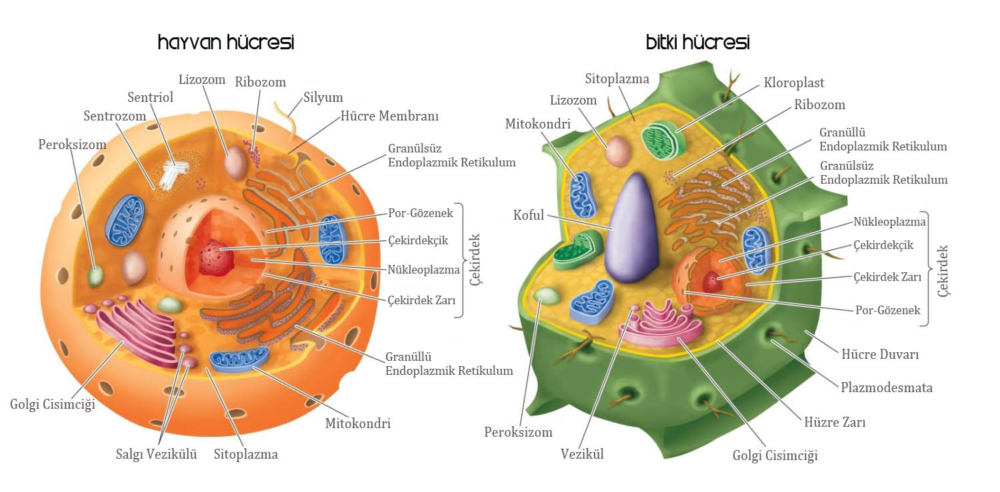 hayvan hücresi
Lizozom
Ribozom
Sentriol
Silyum
Sentrozom
Hücre Membranı
Peroksizom
Granülsüz
Endoplazmik Retikulum
Por-Gözenek
Çekirdekçik
Nükleoplazma
Çekirdek Zarı
Çekirdek
Granüllü
Endoplazmik Retikulum
Golgi Cisimciği
Mitokondri
Salgı Vezikülü
Sitoplazma
bitki hücresi
Sitoplazma
Kloroplast
Lizozom
Ribozom
Mitokondri
Granüllü
Endoplazmik Retikulum
Granülsüz
Endoplazmik Retikulum
Koful
Nükleoplazma
Çekirdekçik
Çekirdek Zarı
Por-Gözenek
Çekirdek
Hücre Duvarı
Plazmodesmata
Hüzre Zarı
Peroksizom
Vezikül
Golgi Cisimciği